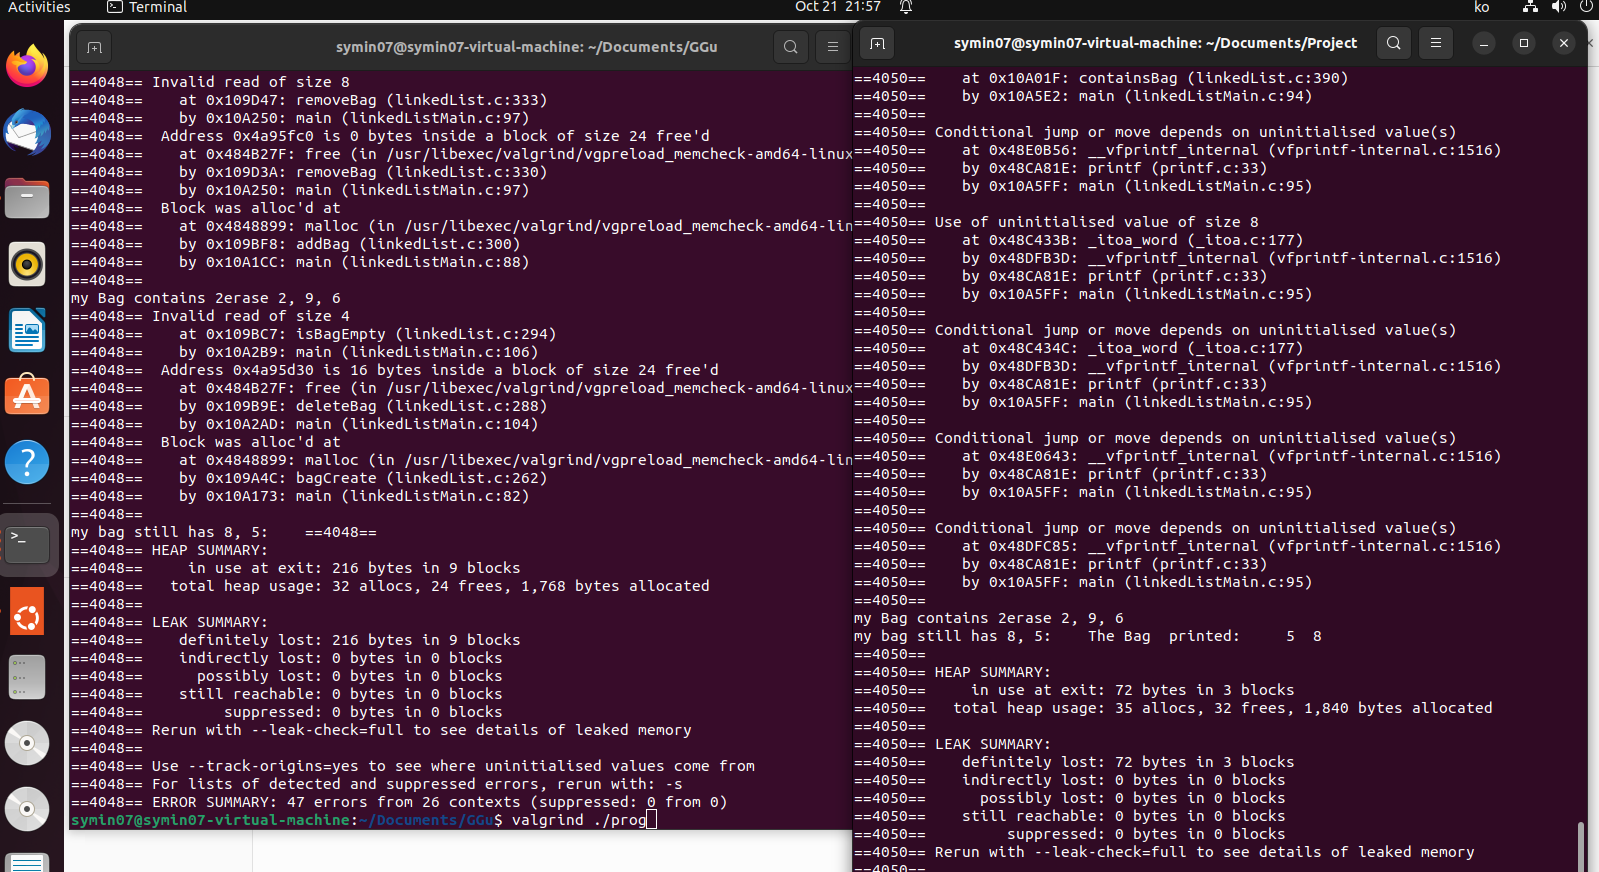 Activities
Terminal
Oct 21 21:57
ko
symin07@symin07-virtual-machine: ~/Documents/GGu
==4048== Invalid read of size 8
==4048==    at 0x109D47: removeBag (linkedList.c:333)
==4048==    by 0x10A250: main (linkedListMain.c:97)
==4048==  Address 0x4a95fc0 is 0 bytes inside a block of size 24 free'd
==4048==    at 0x484B27F: free (in /usr/libexec/valgrind/vgpreload_memcheck-amd64-linux
==4048==    by 0x109D3A: removeBag (linkedList.c:330)
==4048==    by 0x10A250: main (linkedListMain.c:97)
==4048==  Block was alloc'd at
==4048==    at 0x4848899: malloc (in /usr/libexec/valgrind/vgpreload_memcheck-amd64-lin
==4048==    by 0x109BF8: addBag (linkedList.c:300)
==4048==    by 0x10A1CC: main (linkedListMain.c:88)
==4048==
my Bag contains 2erase 2, 9, 6
==4048== Invalid read of size 4
==4048==    at 0x109BC7: isBagEmpty (linkedList.c:294)
==4048==    by 0x10A2B9: main (linkedListMain.c:106)
==4048==  Address 0x4a95d30 is 16 bytes inside a block of size 24 free'd
==4048==    at 0x484B27F: free (in /usr/libexec/valgrind/vgpreload_memcheck-amd64-linux
==4048==    by 0x109B9E: deleteBag (linkedList.c:288)
==4048==    by 0x10A2AD: main (linkedListMain.c:104)
==4048==  Block was alloc'd at
==4048==    at 0x4848899: malloc (in /usr/libexec/valgrind/vgpreload_memcheck-amd64-lin
==4048==    by 0x109A4C: bagCreate (linkedList.c:262)
==4048==    by 0x10A173: main (linkedListMain.c:82)
==4048==
my bag still has 8, 5:    ==4048==
==4048== HEAP SUMMARY:
==4048==     in use at exit: 216 bytes in 9 blocks
==4048==   total heap usage: 32 allocs, 24 frees, 1,768 bytes allocated
==4048==
==4048== LEAK SUMMARY:
==4048==    definitely lost: 216 bytes in 9 blocks
==4048==    indirectly lost: 0 bytes in 0 blocks
==4048==      possibly lost: 0 bytes in 0 blocks
==4048==    still reachable: 0 bytes in 0 blocks
==4048==         suppressed: 0 bytes in 0 blocks
==4048== Rerun with --leak-check=full to see details of leaked memory
==4048==
==4048== Use --track-origins=yes to see where uninitialised values come from
==4048== For lists of detected and suppressed errors, rerun with: -s
==4048== ERROR SUMMARY: 47 errors from 26 contexts (suppressed: 0 from 0)
symin07@symin07-virtual-machine:~/Documents/GGu$ valgrind ./prog
symin07@symin07-virtual-machine: ~/Documents/Project
==4050==    at 0x10A01F: containsBag (linkedList.c:390)
==4050==    by 0x10A5E2: main (linkedListMain.c:94)
==4050==
==4050== Conditional jump or move depends on uninitialised value(s)
==4050==    at 0x48E0B56: __vfprintf_internal (vfprintf-internal.c:1516)
==4050==    by 0x48CA81E: printf (printf.c:33)
==4050==    by 0x10A5FF: main (linkedListMain.c:95)
==4050==
==4050== Use of uninitialised value of size 8
==4050==    at 0x48C433B: _itoa_word (_itoa.c:177)
==4050==    by 0x48DFB3D: __vfprintf_internal (vfprintf-internal.c:1516)
==4050==    by 0x48CA81E: printf (printf.c:33)
==4050==    by 0x10A5FF: main (linkedListMain.c:95)
==4050==
==4050== Conditional jump or move depends on uninitialised value(s)
==4050==    at 0x48C434C: _itoa_word (_itoa.c:177)
==4050==    by 0x48DFB3D: __vfprintf_internal (vfprintf-internal.c:1516)
==4050==    by 0x48CA81E: printf (printf.c:33)
==4050==    by 0x10A5FF: main (linkedListMain.c:95)
==4050==
==4050== Conditional jump or move depends on uninitialised value(s)
==4050==    at 0x48E0643: __vfprintf_internal (vfprintf-internal.c:1516)
==4050==    by 0x48CA81E: printf (printf.c:33)
==4050==    by 0x10A5FF: main (linkedListMain.c:95)
==4050==
==4050== Conditional jump or move depends on uninitialised value(s)
==4050==    at 0x48DFC85: __vfprintf_internal (vfprintf-internal.c:1516)
==4050==    by 0x48CA81E: printf (printf.c:33)
==4050==    by 0x10A5FF: main (linkedListMain.c:95)
==4050==
my Bag contains 2erase 2, 9, 6
my bag still has 8, 5:    The Bag  printed:     5  8
==4050==
==4050== HEAP SUMMARY:
==4050==     in use at exit: 72 bytes in 3 blocks
==4050==   total heap usage: 35 allocs, 32 frees, 1,840 bytes allocated
==4050==
==4050== LEAK SUMMARY:
==4050==    definitely lost: 72 bytes in 3 blocks
==4050==    indirectly lost: 0 bytes in 0 blocks
==4050==      possibly lost: 0 bytes in 0 blocks
==4050==    still reachable: 0 bytes in 0 blocks
==4050==         suppressed: 0 bytes in 0 blocks
==4050== Rerun with --leak-check=full to see details of leaked memory
==4050==